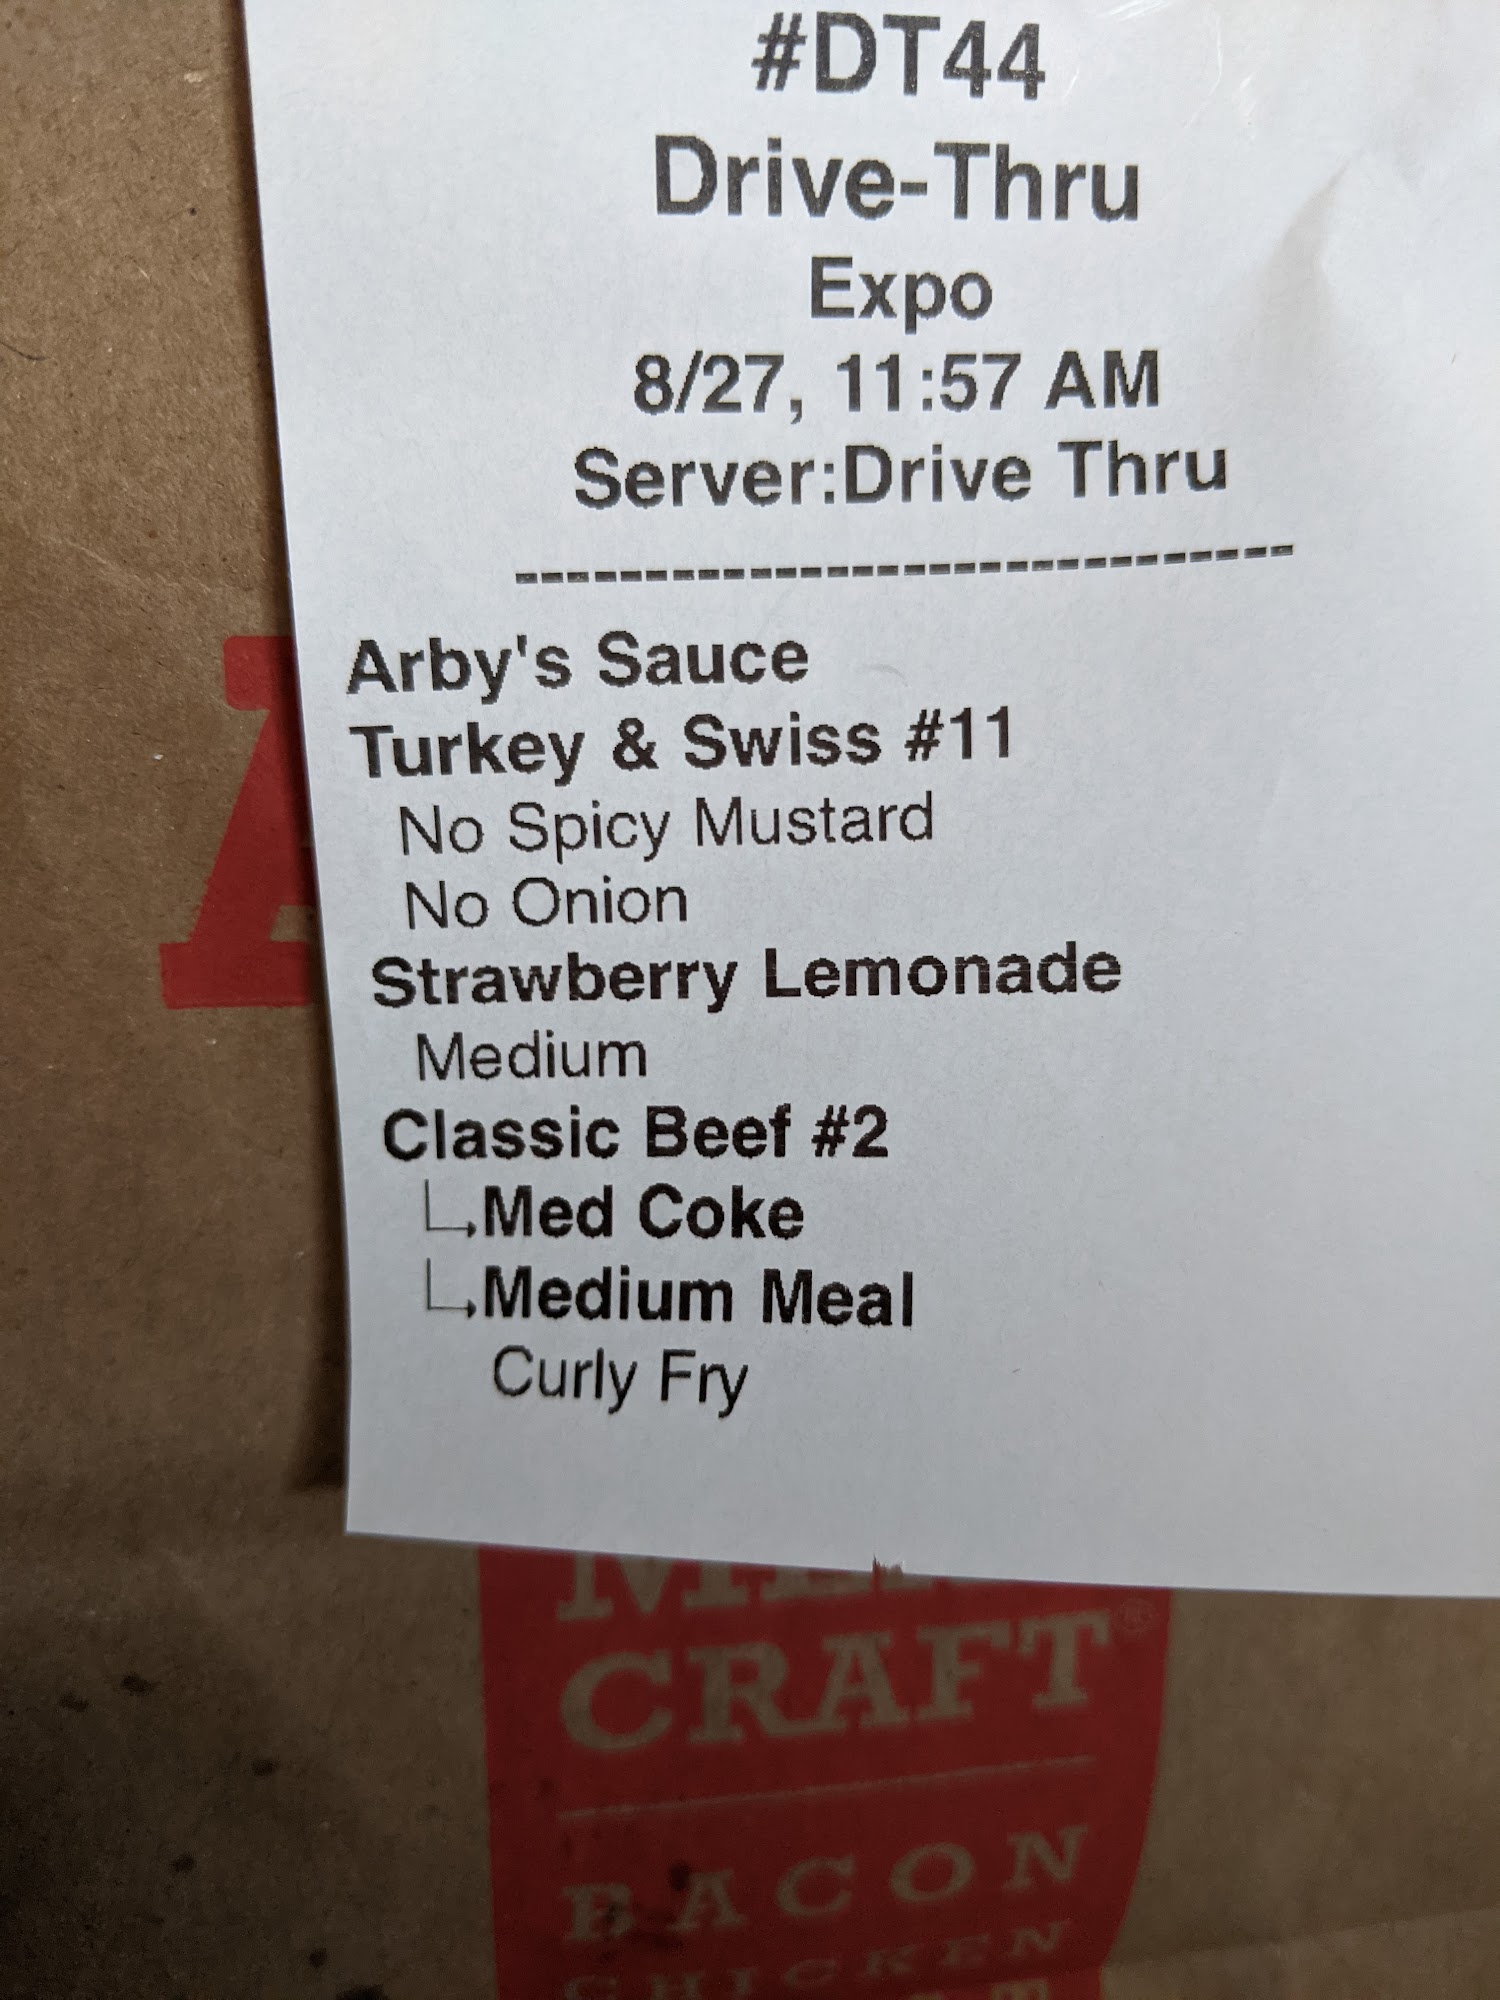 #DT44
Drive-Thru
Expo
8/27, 11:57 AM
Server:Drive Thru
------------------------------
Arby's Sauce
Turkey & Swiss #11
No Spicy Mustard
No Onion
Strawberry Lemonade
Medium
Classic Beef #2
Med Coke
Medium Meal
Curly Fry
CRAFT®
BACON
CHICKEN